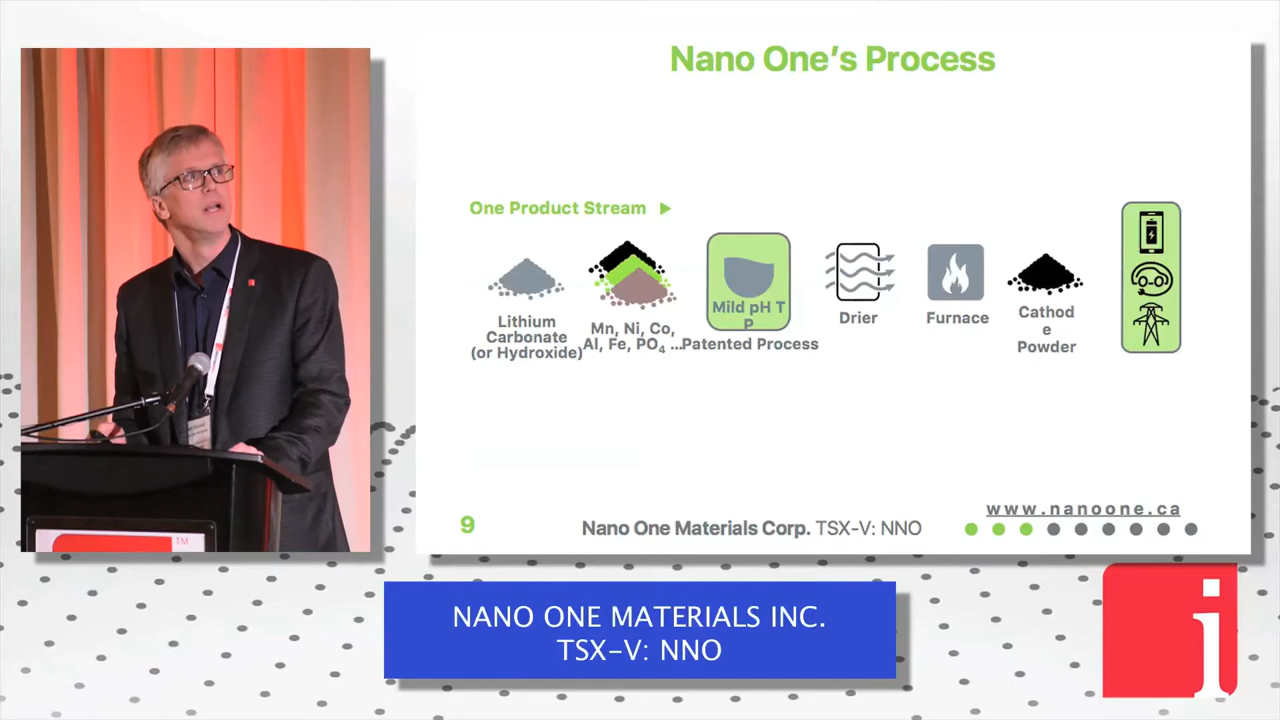 Nano One's Process
One Product Stream
Lithium
Carbonate
(or Hydroxide)
Mn, Ni, Co,
Al, Fe, PO₄ ...
Mild pH T
P
Patented Process
Drier
Furnace
Cathod
e
Powder
9
Nano One Materials Corp. TSX-V: NNO
www.nanoone.ca
TM
NANO ONE MATERIALS INC.
TSX-V: NNO
i